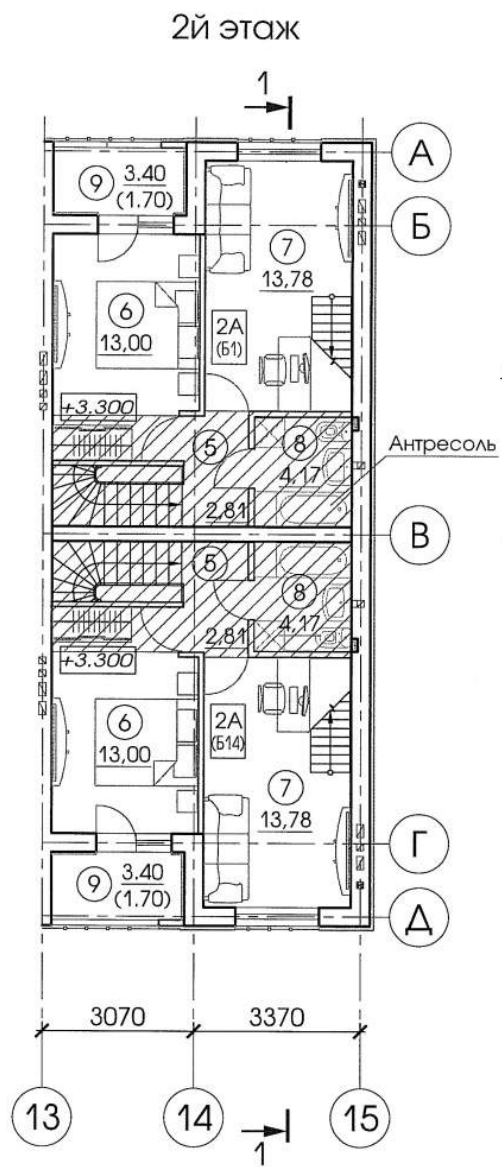 2й этаж
1
А
9 3.40
(1.70)
Б
7
13,78
6
13,00
2А
(Б1)
+3.300
5
8
4,17
Антресоль
2,81
В
5
8
4,17
2,81
+3.300
6
13,00
2А
(Б14)
7
13,78
Г
9 3.40
(1.70)
Д
3070
3370
13
14
15
1